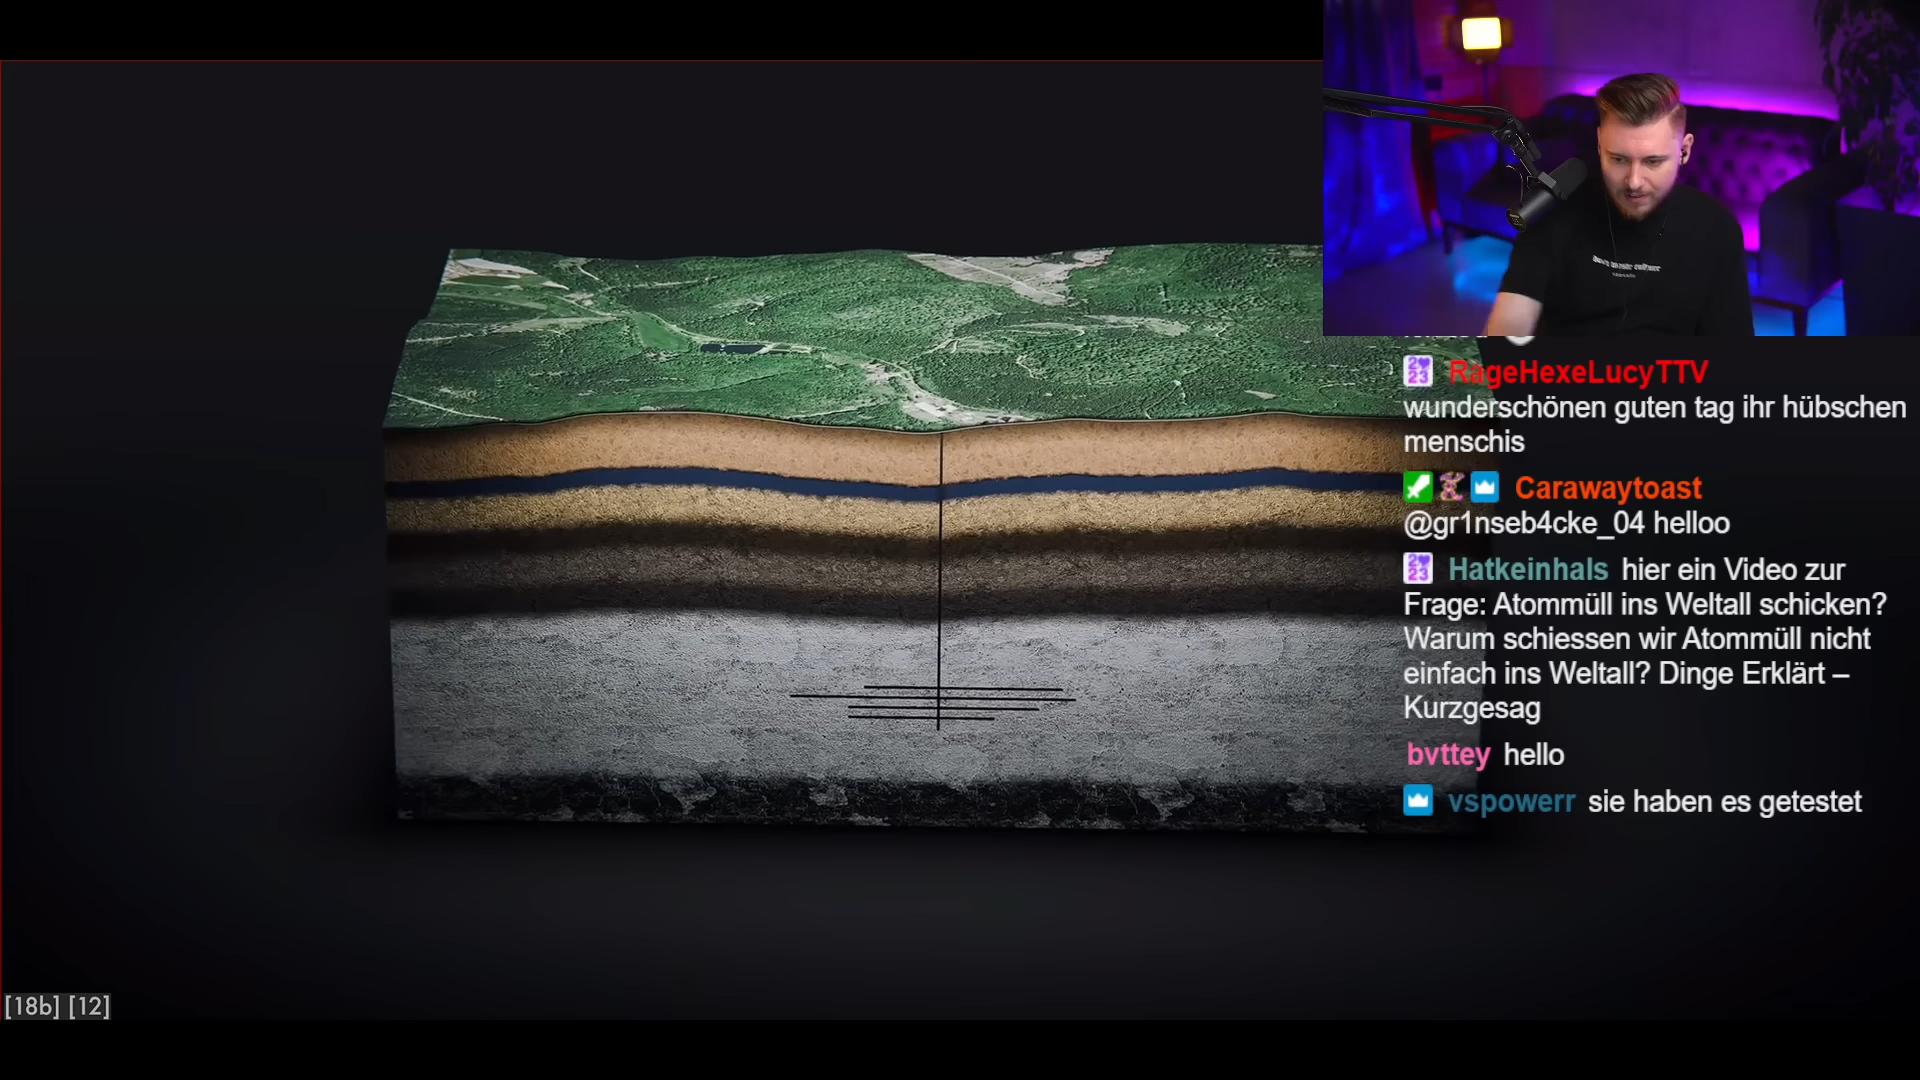 RageHexeLucyTTV
wunderschönen guten tag ihr hübschen
menschis
Carawaytoast
@gr1nseb4cke_04 helloo
Hatkeinhals hier ein Video zur
Frage: Atommüll ins Weltall schicken?
Warum schiessen wir Atommüll nicht
einfach ins Weltall? Dinge Erklärt –
Kurzgesag
bvttey hello
vspowerr sie haben es getestet
[18b] [12]